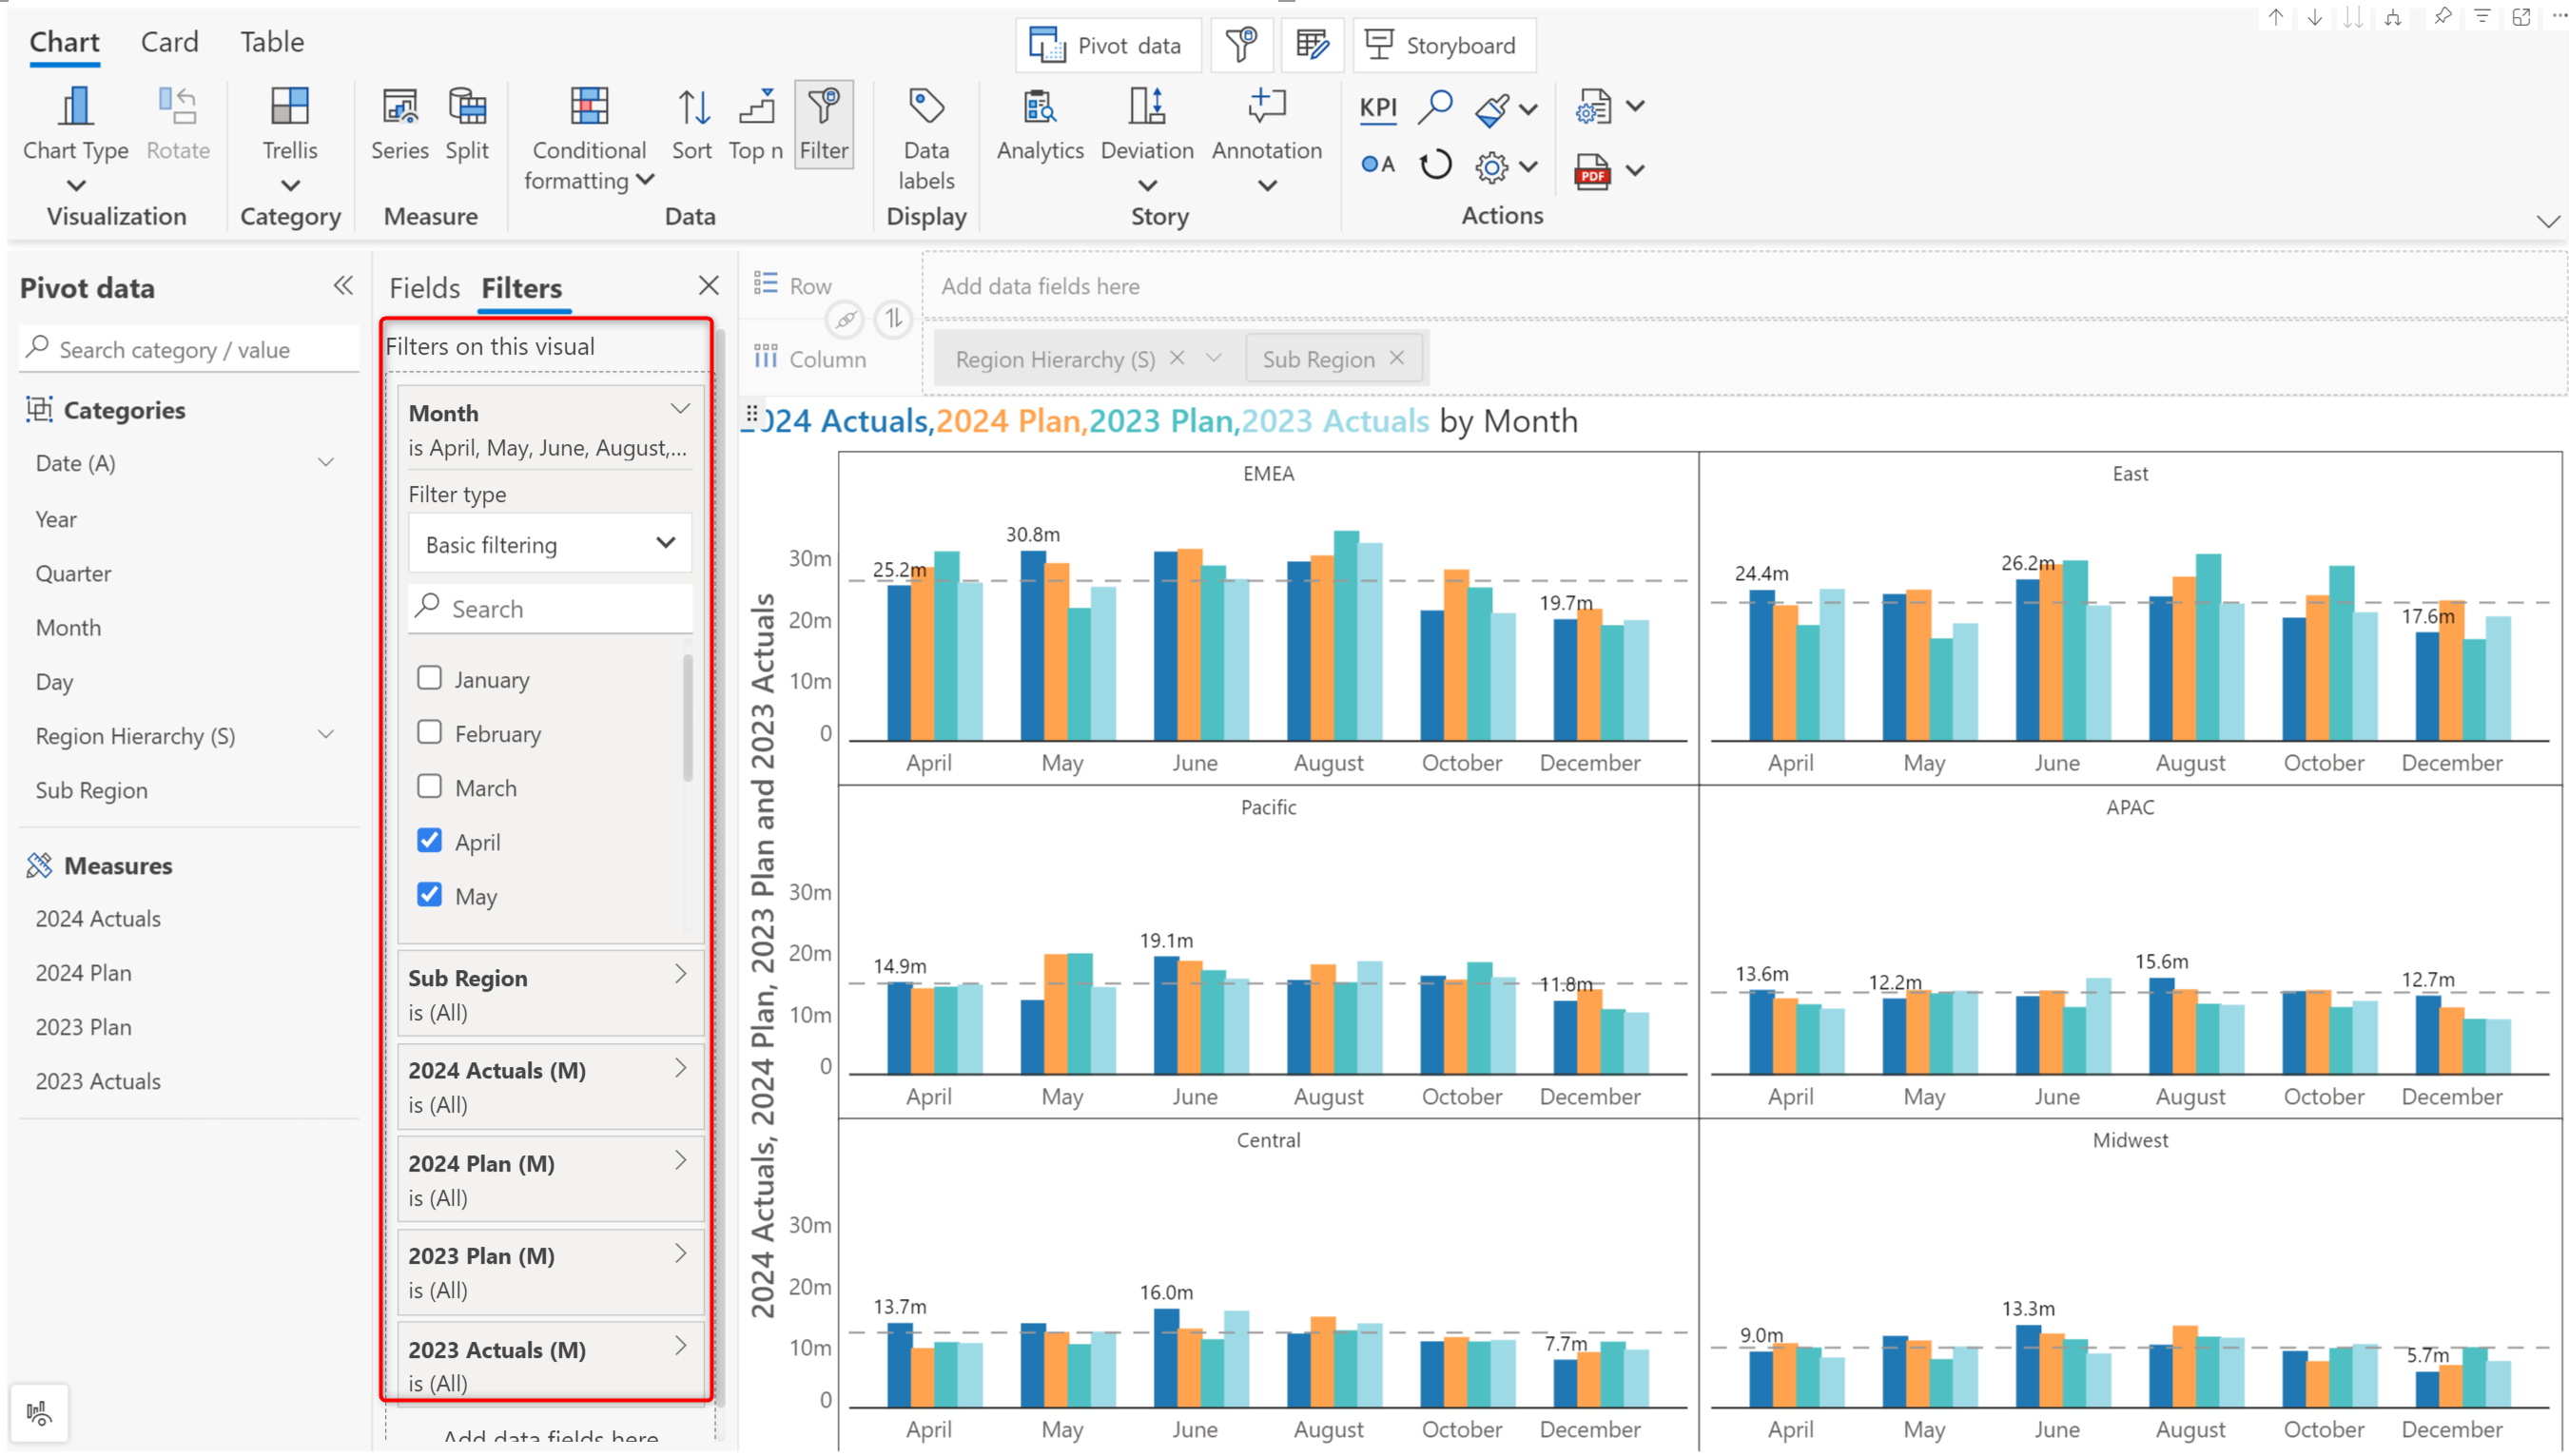 Chart Card Table
Pivot data
Storyboard
Chart Type
Rotate
Visualization
Trellis
Category
Series
Split
Measure
Conditional
formatting
Sort
Top n
Filter
Data
Data
labels
Display
Analytics
Deviation
Annotation
Story
KPI
A
PDF
Actions
Pivot data
Search category / value
Categories
Date (A)
Year
Quarter
Month
Day
Region Hierarchy (S)
Sub Region
Measures
2024 Actuals
2024 Plan
2023 Plan
2023 Actuals
Fields Filters
Filters on this visual
Month
is April, May, June, August,...
Filter type
Basic filtering
Search
January
February
March
April
May
Sub Region
is (All)
2024 Actuals (M)
is (All)
2024 Plan (M)
is (All)
2023 Plan (M)
is (All)
2023 Actuals (M)
is (All)
Add data fields here
Row
Add data fields here
Column
Region Hierarchy (S)
Sub Region
2024 Actuals,2024 Plan,2023 Plan,2023 Actuals by Month
2024 Actuals, 2024 Plan, 2023 Plan and 2023 Actuals
EMEA
30m
20m
10m
0
25.2m
30.8m
19.7m
April May June August October December
East
24.4m
26.2m
17.6m
April May June August October December
Pacific
30m
20m
10m
0
14.9m
19.1m
11.8m
April May June August October December
APAC
13.6m
12.2m
15.6m
12.7m
April May June August October December
Central
30m
20m
10m
0
13.7m
16.0m
7.7m
April May June August October December
Midwest
9.0m
13.3m
5.7m
April May June August October December